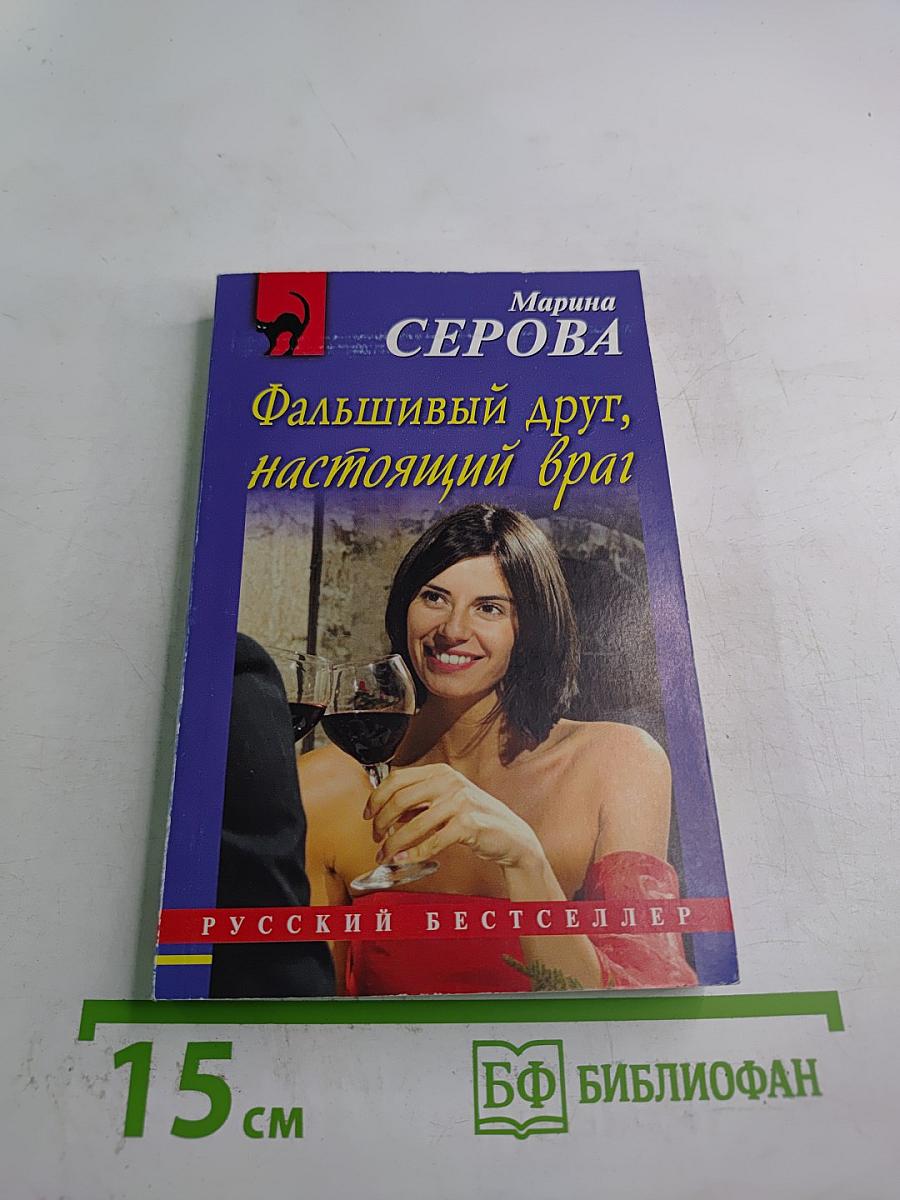 Марина
СЕРОВА
Фальшивый друг,
настоящий враг
РУССКИЙ БЕСТСЕЛЛЕР
15 см
БФ БИБЛИОФАН